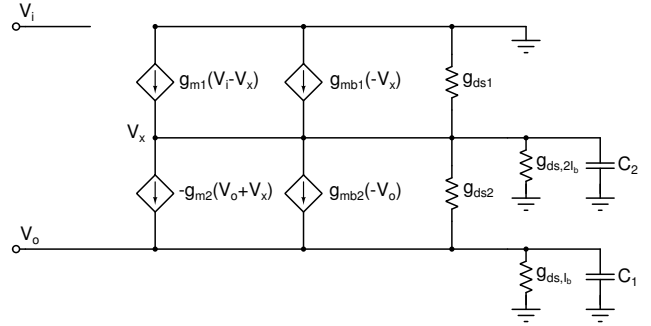 V_i
g_m1(V_i-V_x) g_mb1(-V_x) g_ds1
V_x
g_ds,2I_b C_2
-g_m2(V_o+V_x) g_mb2(-V_o) g_ds2
V_o
g_ds,I_b C_1